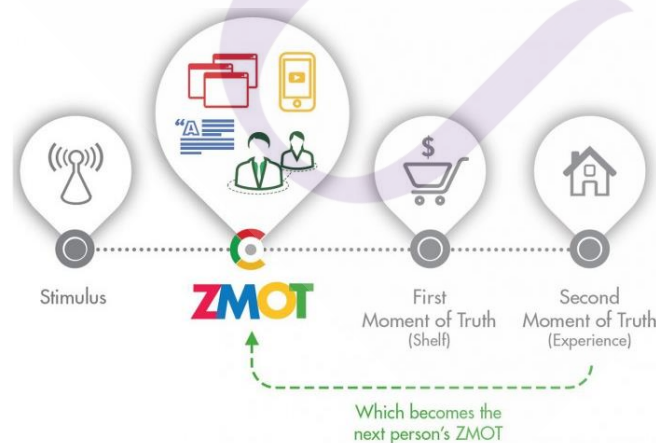 “A
$
Stimulus
ZMOT
First
Moment of Truth
(Shelf)
Second
Moment of Truth
(Experience)
Which becomes the
next person's ZMOT